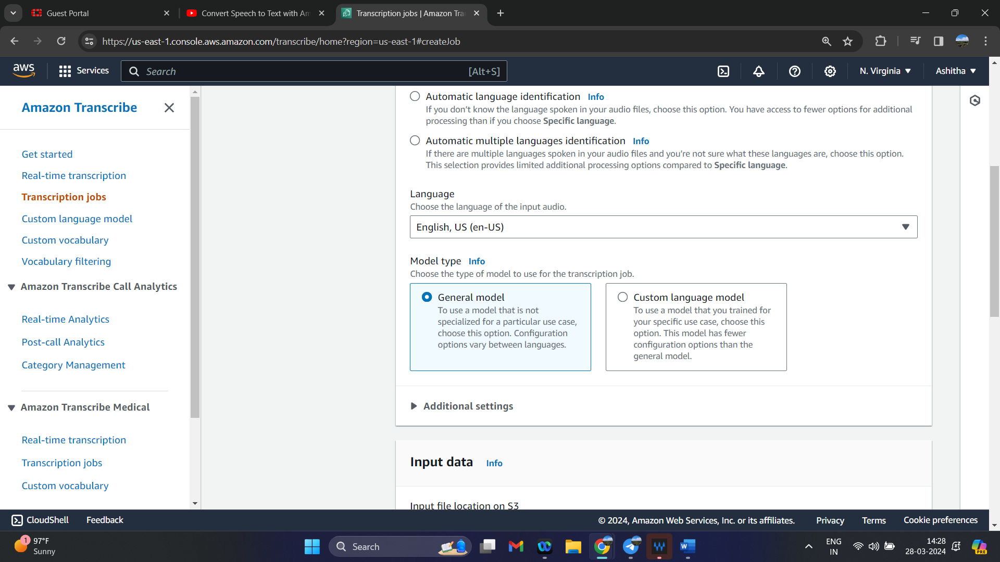 Guest Portal
Convert Speech to Text with Am
Transcription jobs | Amazon Tra
https://us-east-1.console.aws.amazon.com/transcribe/home?region=us-east-1#createJob
aws
Services
Search
[Alt+S]
N. Virginia
Ashitha
Amazon Transcribe
Get started
Real-time transcription
Transcription jobs
Custom language model
Custom vocabulary
Vocabulary filtering
Amazon Transcribe Call Analytics
Real-time Analytics
Post-call Analytics
Category Management
Amazon Transcribe Medical
Real-time transcription
Transcription jobs
Custom vocabulary
Automatic language identification Info
If you don’t know the language spoken in your audio files, choose this option. You have access to fewer options for additional
processing than if you choose Specific language.
Automatic multiple languages identification Info
If there are multiple languages spoken in your audio files and you’re not sure what these languages are, choose this option.
This selection provides limited additional processing options compared to Specific language.
Language
Choose the language of the input audio.
English, US (en-US)
Model type Info
Choose the type of model to use for the transcription job.
General model
To use a model that is not
specialized for a particular use case,
choose this option. Configuration
options vary between languages.
Custom language model
To use a model that you trained for
your specific use case, choose this
option. This model has fewer
configuration options than the
general model.
Additional settings
Input data Info
Input file location on S3
CloudShell
Feedback
© 2024, Amazon Web Services, Inc. or its affiliates.
Privacy
Terms
Cookie preferences
1
97°F
Sunny
Search
ENG
IN
14:28
28-03-2024
PRE